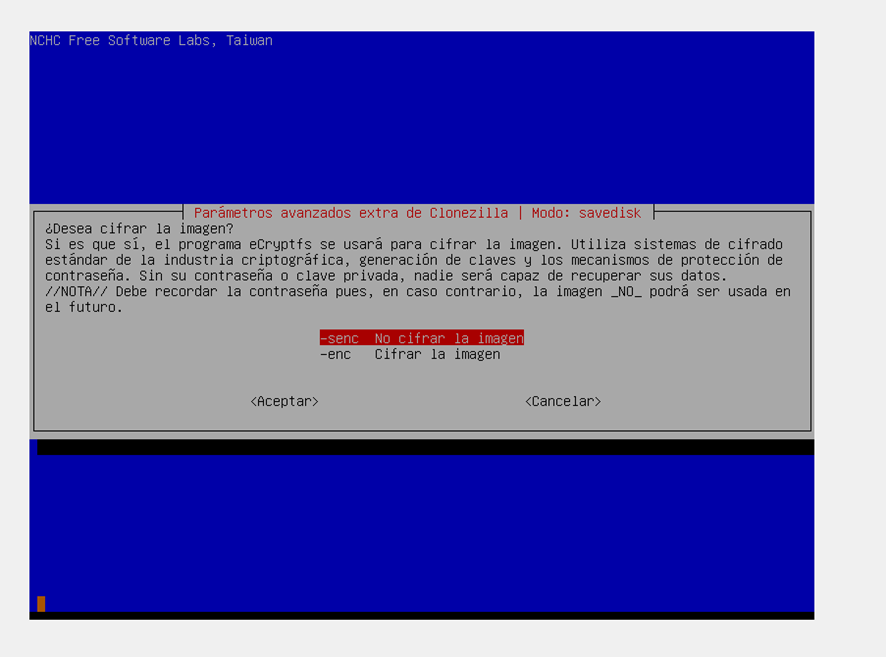 NCHC Free Software Labs, Taiwan
Parámetros avanzados extra de Clonezilla | Modo: savedisk
¿Desea cifrar la imagen?
Si es que sí, el programa eCryptfs se usará para cifrar la imagen. Utiliza sistemas de cifrado
estándar de la industria criptográfica, generación de claves y los mecanismos de protección de
contraseña. Sin su contraseña o clave privada, nadie será capaz de recuperar sus datos.
//NOTA// Debe recordar la contraseña pues, en caso contrario, la imagen _NO_ podrá ser usada en
el futuro.
-senc No cifrar la imagen
-enc Cifrar la imagen
<Aceptar> <Cancelar>